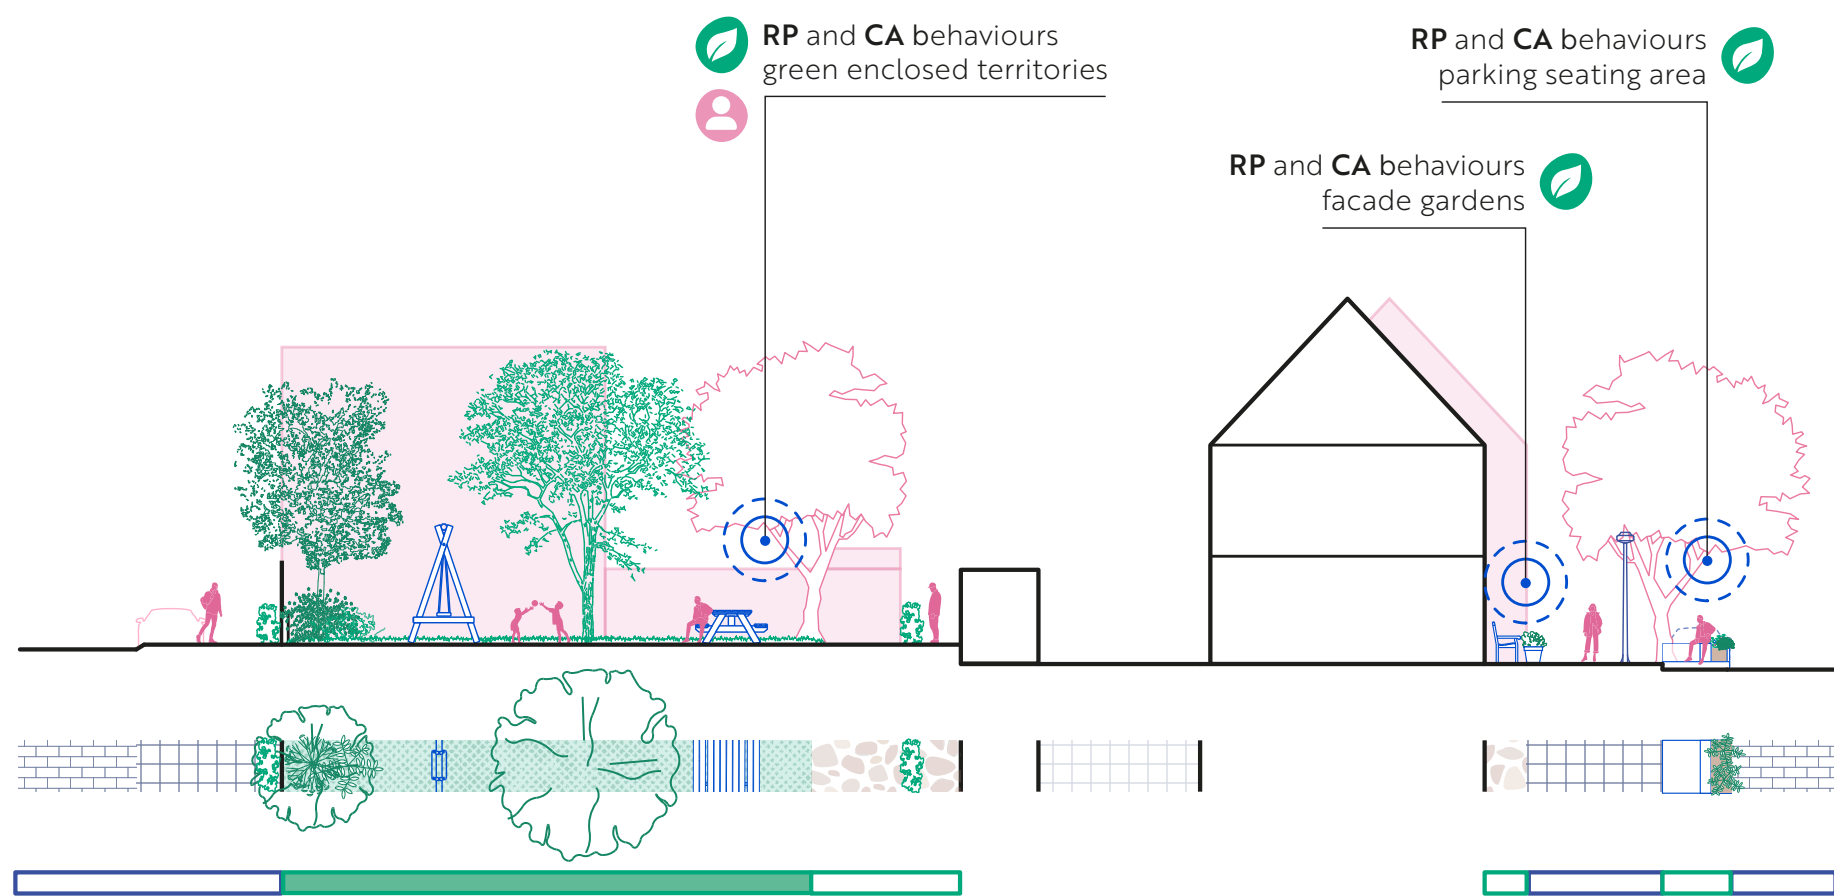 RP and CA behaviours
green enclosed territories
RP and CA behaviours
parking seating area
RP and CA behaviours
facade gardens